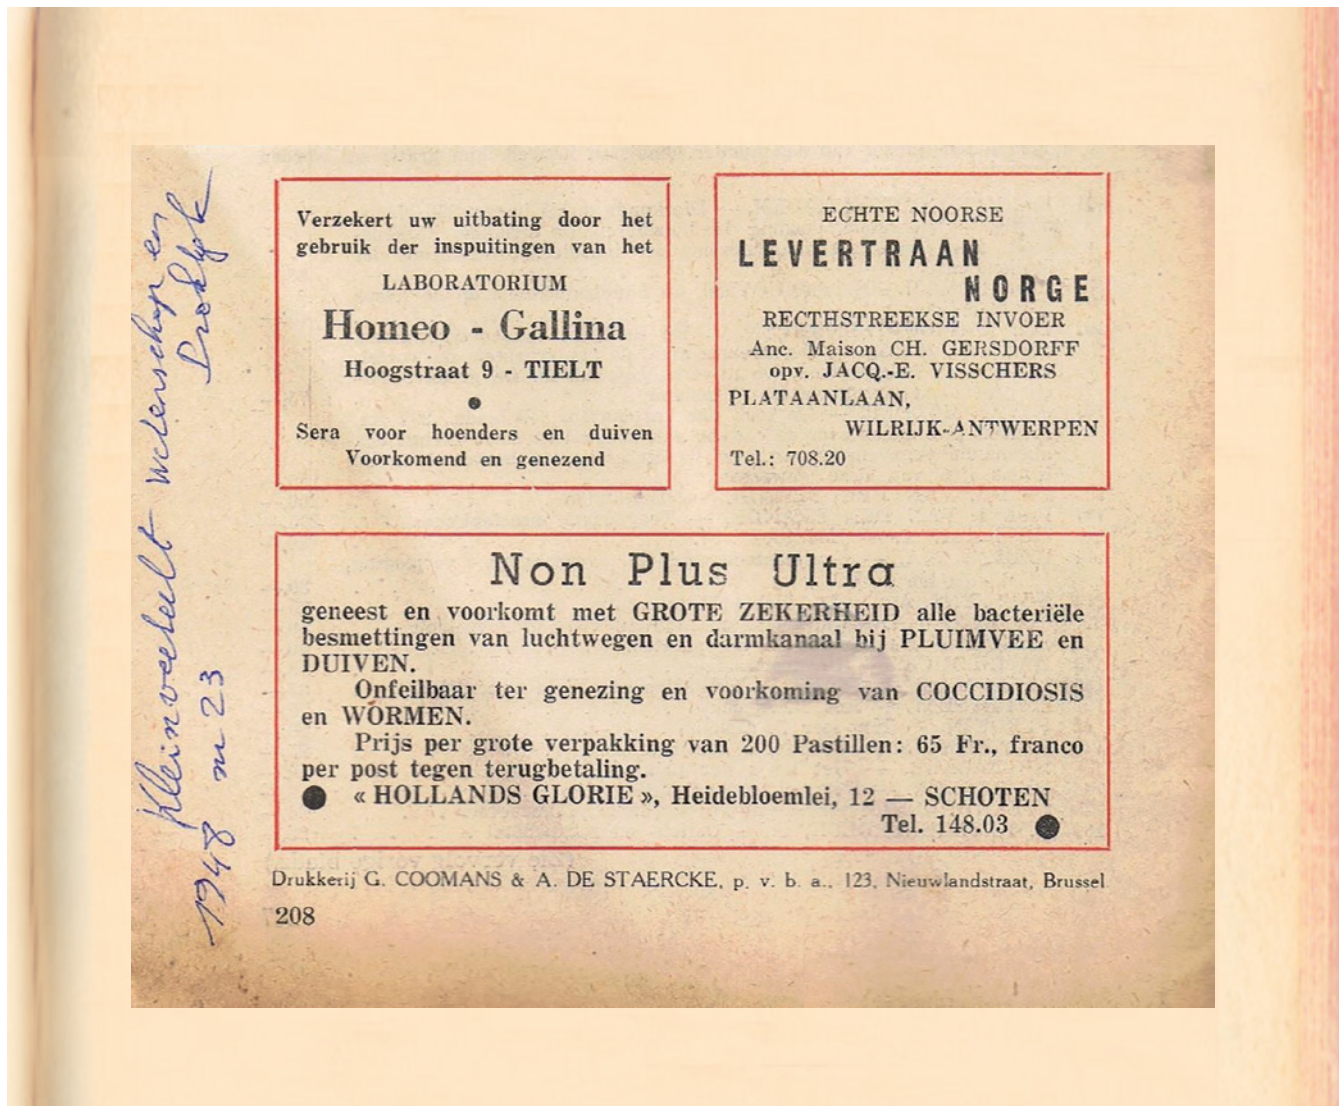 Kleinveeteelt wetenschap en
Praktijk
1948 nr 23
Verzekert uw uitbating door het
gebruik der inspuitingen van het
LABORATORIUM
Homeo - Gallina
Hoogstraat 9 - TIELT
●
Sera voor hoenders en duiven
Voorkomend en genezend
ECHTE NOORSE
LEVERTRAAN
NORGE
RECTHSTREEKSE INVOER
Anc. Maison CH. GERSDORFF
opv. JACQ.-E. VISSCHERS
PLATAANLAAN,
WILRIJK-ANTWERPEN
Tel.: 708.20
Non Plus Ultra
geneest en voorkomt met GROTE ZEKERHEID alle bacteriële
besmettingen van luchtwegen en darmkanaal bij PLUIMVEE en
DUIVEN.
Onfeilbaar ter genezing en voorkoming van COCCIDIOSIS
en WORMEN.
Prijs per grote verpakking van 200 Pastillen: 65 Fr., franco
per post tegen terugbetaling.
● « HOLLANDS GLORIE », Heidebloemlei, 12 — SCHOTEN
Tel. 148.03 ●
Drukkerij G. COOMANS & A. DE STAERCKE, p. v. b. a., 123, Nieuwlandstraat, Brussel
208